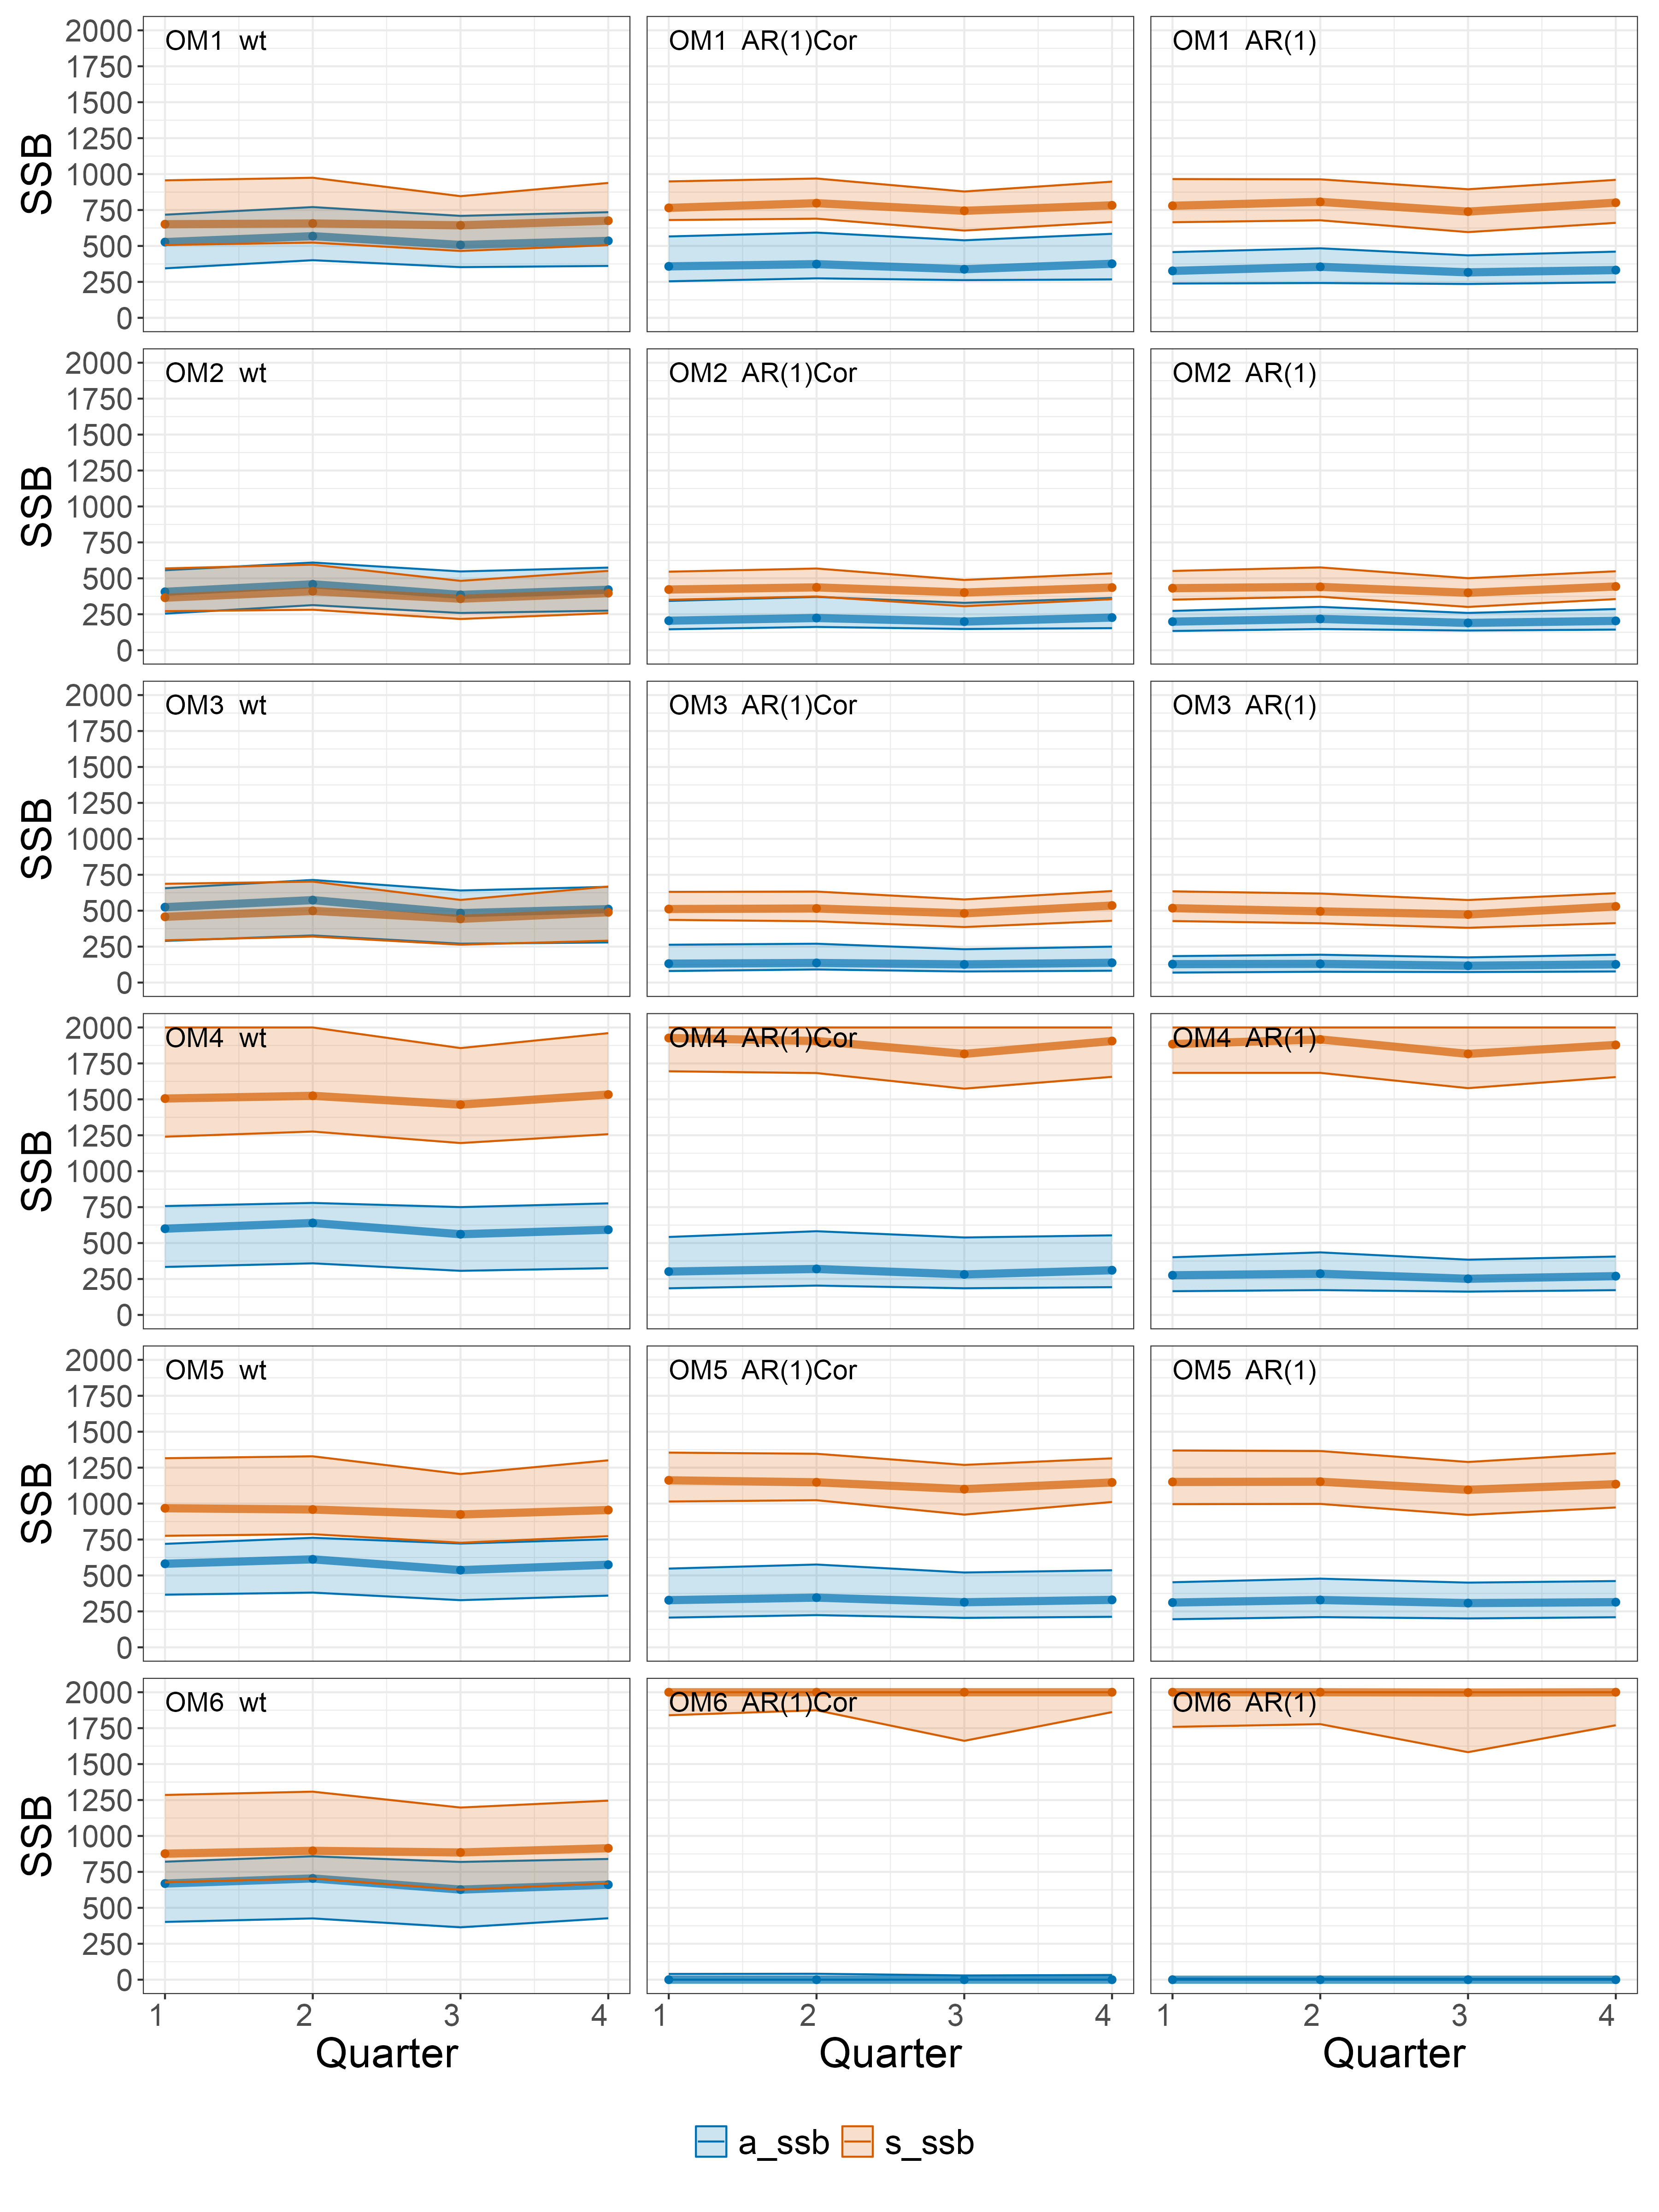 OM1 wt
OM1 AR(1)Cor
OM1 AR(1)
2000
1750
1500
1250
1000
750
500
250
0
SSB
OM2 wt
OM2 AR(1)Cor
OM2 AR(1)
2000
1750
1500
1250
1000
750
500
250
0
SSB
OM3 wt
OM3 AR(1)Cor
OM3 AR(1)
2000
1750
1500
1250
1000
750
500
250
0
SSB
OM4 wt
OM4 AR(1)Cor
OM4 AR(1)
2000
1750
1500
1250
1000
750
500
250
0
SSB
OM5 wt
OM5 AR(1)Cor
OM5 AR(1)
2000
1750
1500
1250
1000
750
500
250
0
SSB
OM6 wt
OM6 AR(1)Cor
OM6 AR(1)
2000
1750
1500
1250
1000
750
500
250
0
SSB
1 2 3 4
1 2 3 4
1 2 3 4
Quarter
Quarter
Quarter
a_ssb s_ssb